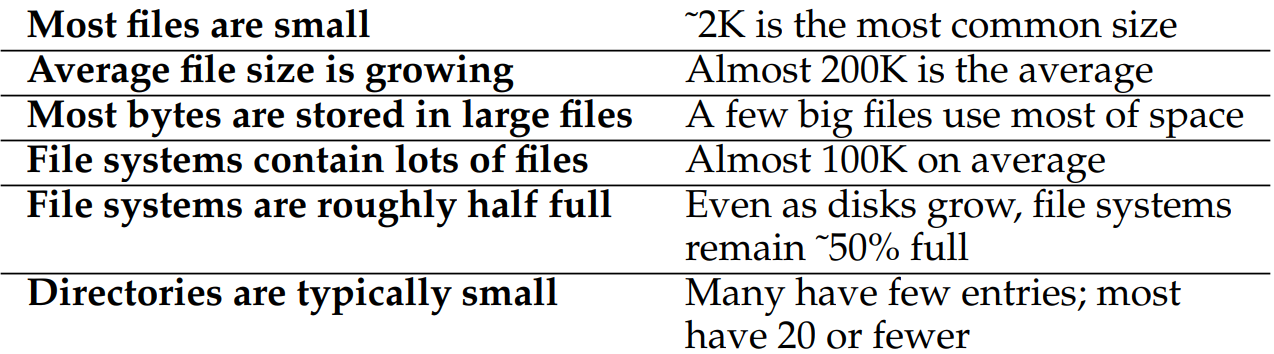 Most files are small ˜2K is the most common size
Average file size is growing Almost 200K is the average
Most bytes are stored in large files A few big files use most of space
File systems contain lots of files Almost 100K on average
File systems are roughly half full Even as disks grow, file systems
remain ˜50% full
Directories are typically small Many have few entries; most
have 20 or fewer